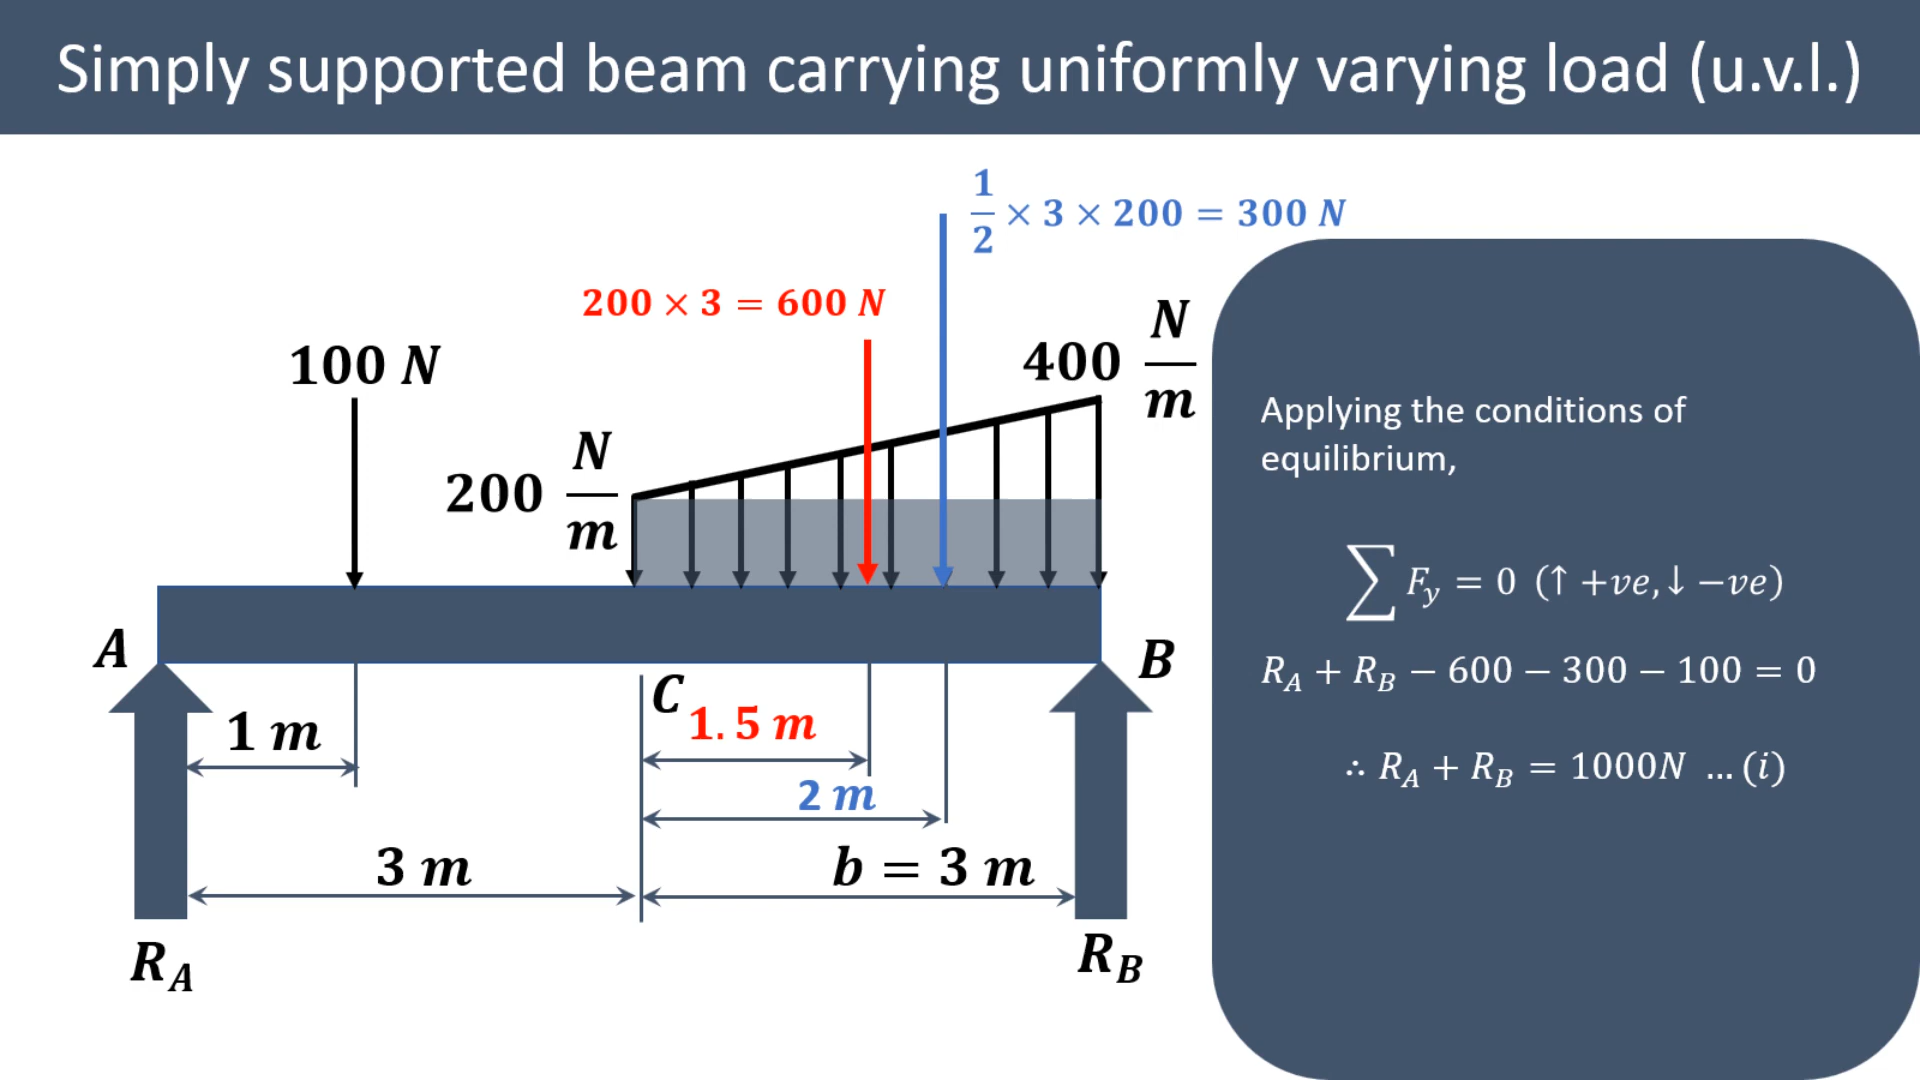 Simply supported beam carrying uniformly varying load (u.v.l.)
1/2 × 3 × 200 = 300 N
200 × 3 = 600 N
400 N/m
100 N
200 N/m
A
B
C
1 m
1.5 m
2 m
3 m
b = 3 m
R_A
R_B
Applying the conditions of
equilibrium,
∑ F_y = 0 (↑ +ve,↓ −ve)
R_A + R_B − 600 − 300 − 100 = 0
∴ R_A + R_B = 1000N ... (i)